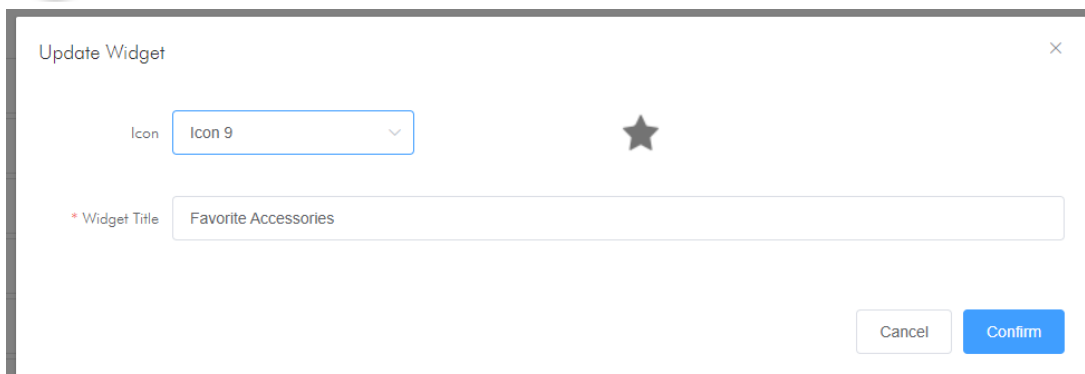 Update Widget
Icon Icon 9
* Widget Title Favorite Accessories
Cancel Confirm